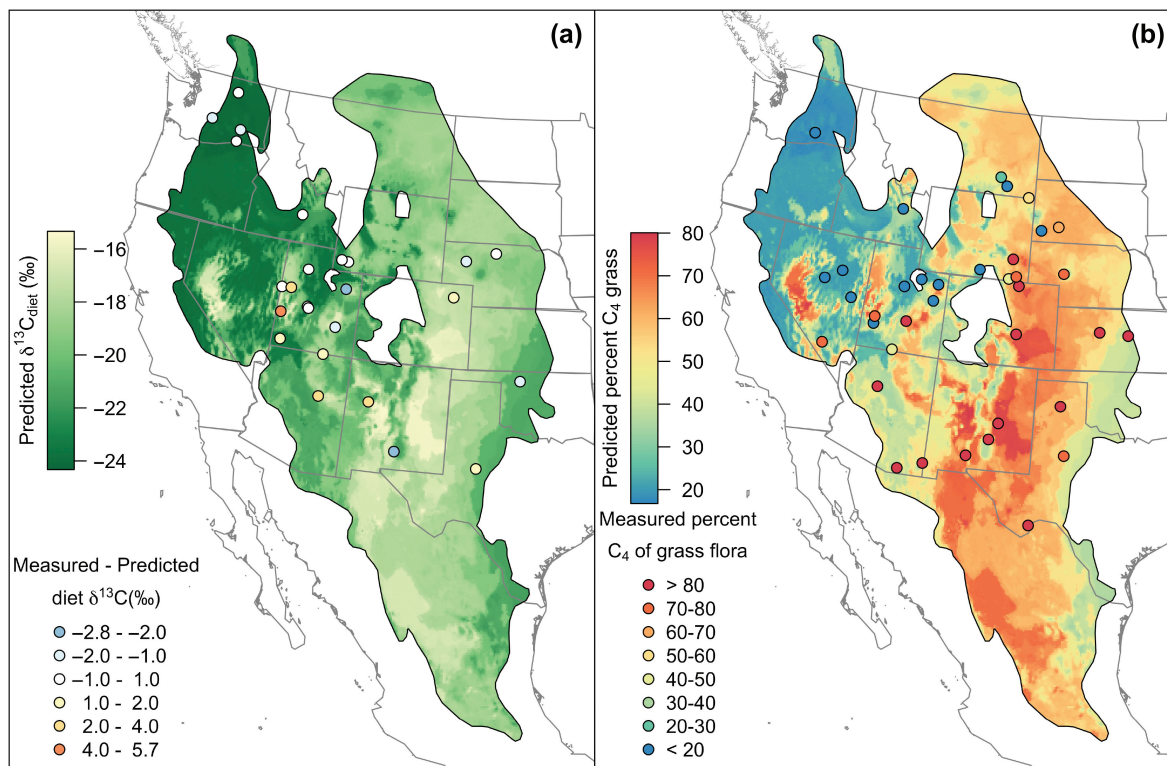 (a)
Predicted δ¹³C_diet (‰)
−16
−18
−20
−22
−24
Measured - Predicted
diet δ¹³C(‰)
−2.8 - −2.0
−2.0 - −1.0
−1.0 - 1.0
1.0 - 2.0
2.0 - 4.0
4.0 - 5.7
(b)
Predicted percent C₄ grass
80
70
60
50
40
30
20
Measured percent
C₄ of grass flora
> 80
70-80
60-70
50-60
40-50
30-40
20-30
< 20